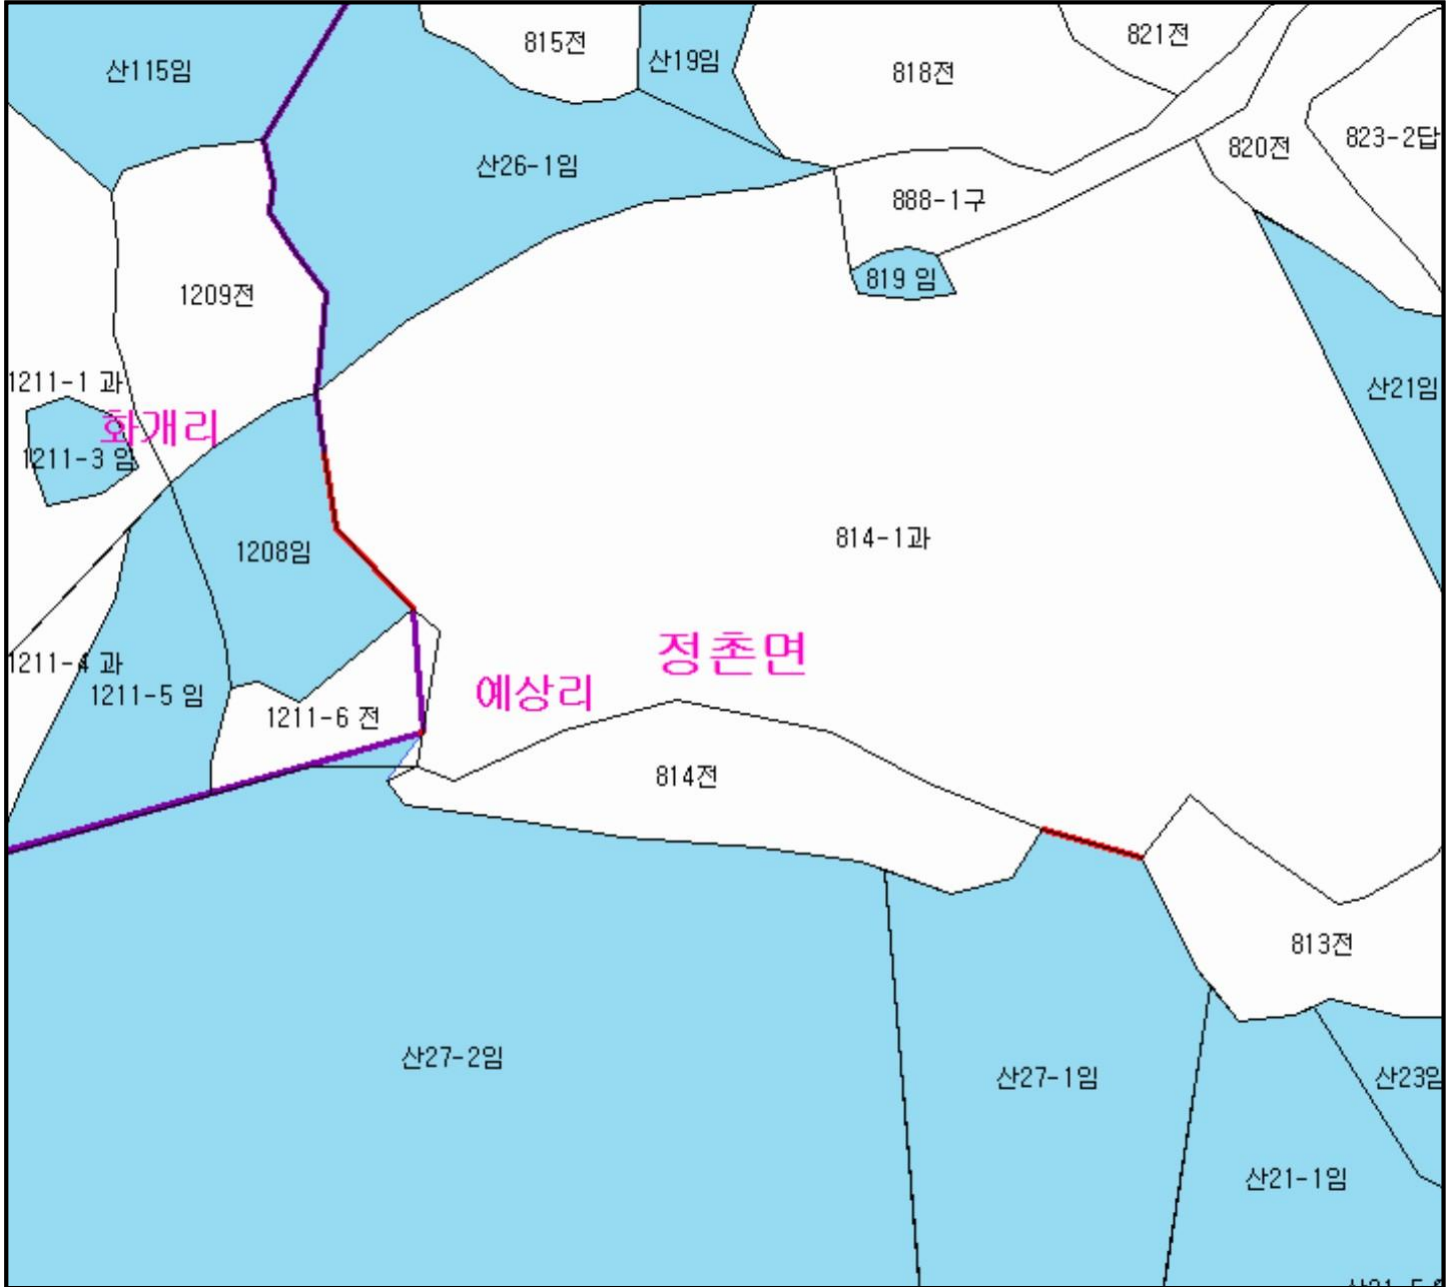 815전
821전
산19임
산115임
818전
823-2답
820전
산26-1임
888-1구
819 임
1209전
1211-1 과
산21임
화개리
1211-3 임
814-1과
1208임
정촌면
1211-4 과
예상리
1211-5 임
1211-6 전
814전
813전
산27-2임
산27-1임
산23임
산21-1임